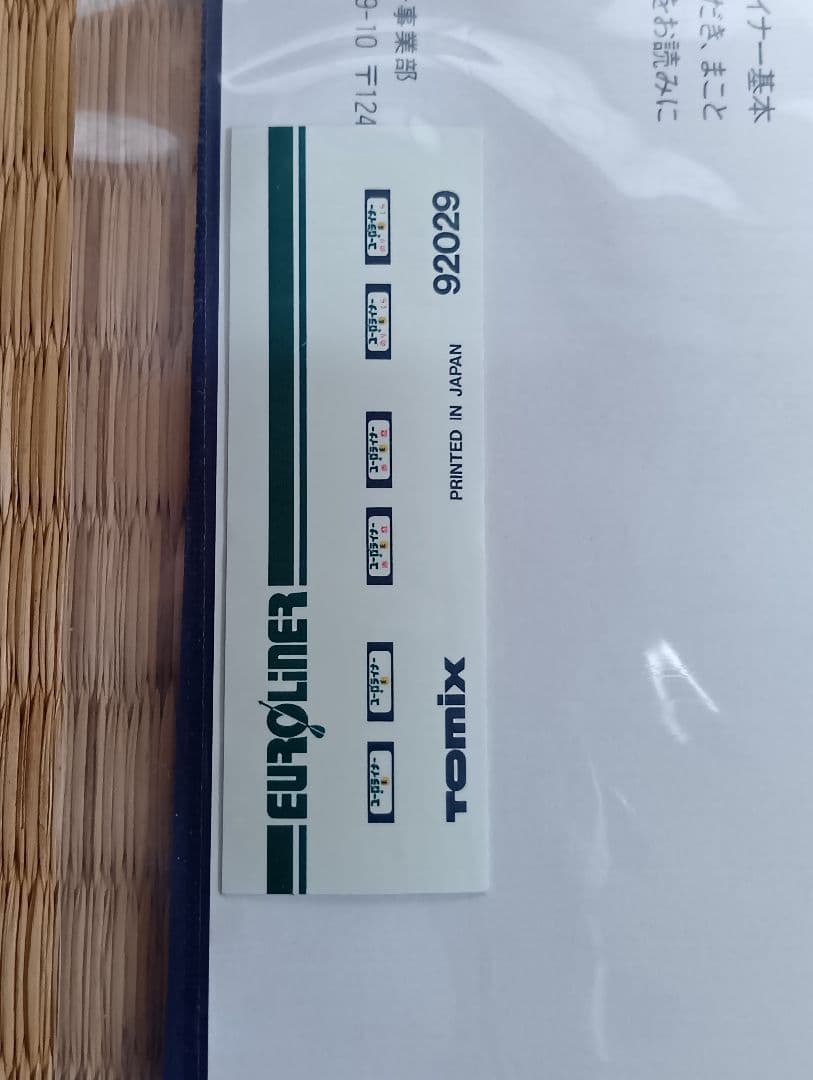 イナー基本
だき、まこと
をお読みに
事業部
9-10 〒124
EUROLINER
ユーロライナー
ユーロライナー
ユーロライナー
ユーロライナー
ユーロライナー
ユーロライナー
TOMIX PRINTED IN JAPAN 92029